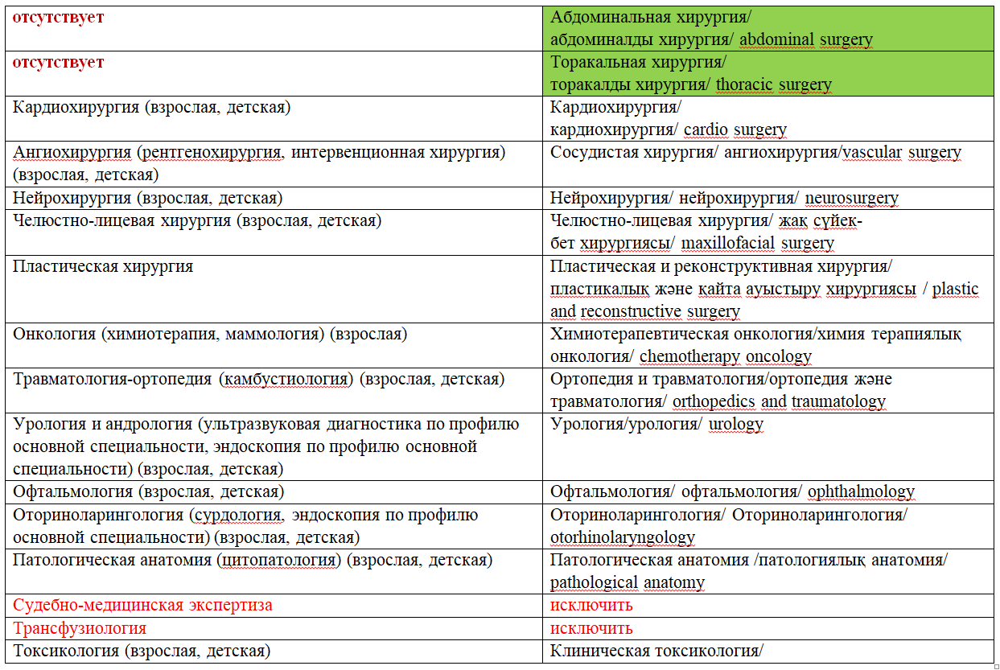 отсутствует
Абдоминальная хирургия/
абдоминалды хирургия/ abdominal surgery
отсутствует
Торакальная хирургия/
торакалды хирургия/ thoracic surgery
Кардиохирургия (взрослая, детская)
Кардиохирургия/
кардиохирургия/ cardio surgery
Ангиохирургия (рентгенохирургия, интервенционная хирургия)
(взрослая, детская)
Сосудистая хирургия/ ангиохирургия/vascular surgery
Нейрохирургия (взрослая, детская)
Нейрохирургия/ нейрохирургия/ neurosurgery
Челюстно-лицевая хирургия (взрослая, детская)
Челюстно-лицевая хирургия/ жақ сүйек-
бет хирургиясы/ maxillofacial surgery
Пластическая хирургия
Пластическая и реконструктивная хирургия/
пластикалық және қайта ауыстыру хирургиясы / plastic
and reconstructive surgery
Онкология (химиотерапия, маммология) (взрослая)
Химиотерапевтическая онкология/химия терапиялық
онкология/ chemotherapy oncology
Травматология-ортопедия (камбустиология) (взрослая, детская)
Ортопедия и травматология/ортопедия және
травматология/ orthopedics and traumatology
Урология и андрология (ультразвуковая диагностика по профилю
основной специальности, эндоскопия по профилю основной
специальности) (взрослая, детская)
Урология/урология/ urology
Офтальмология (взрослая, детская)
Офтальмология/ офтальмология/ ophthalmology
Оториноларингология (сурдология, эндоскопия по профилю
основной специальности) (взрослая, детская)
Оториноларингология/ Оториноларингология/
otorhinolaryngology
Патологическая анатомия (цитопатология) (взрослая, детская)
Патологическая анатомия /патологиялық анатомия/
pathological anatomy
Судебно-медицинская экспертиза
исключить
Трансфузиология
исключить
Токсикология (взрослая, детская)
Клиническая токсикология/